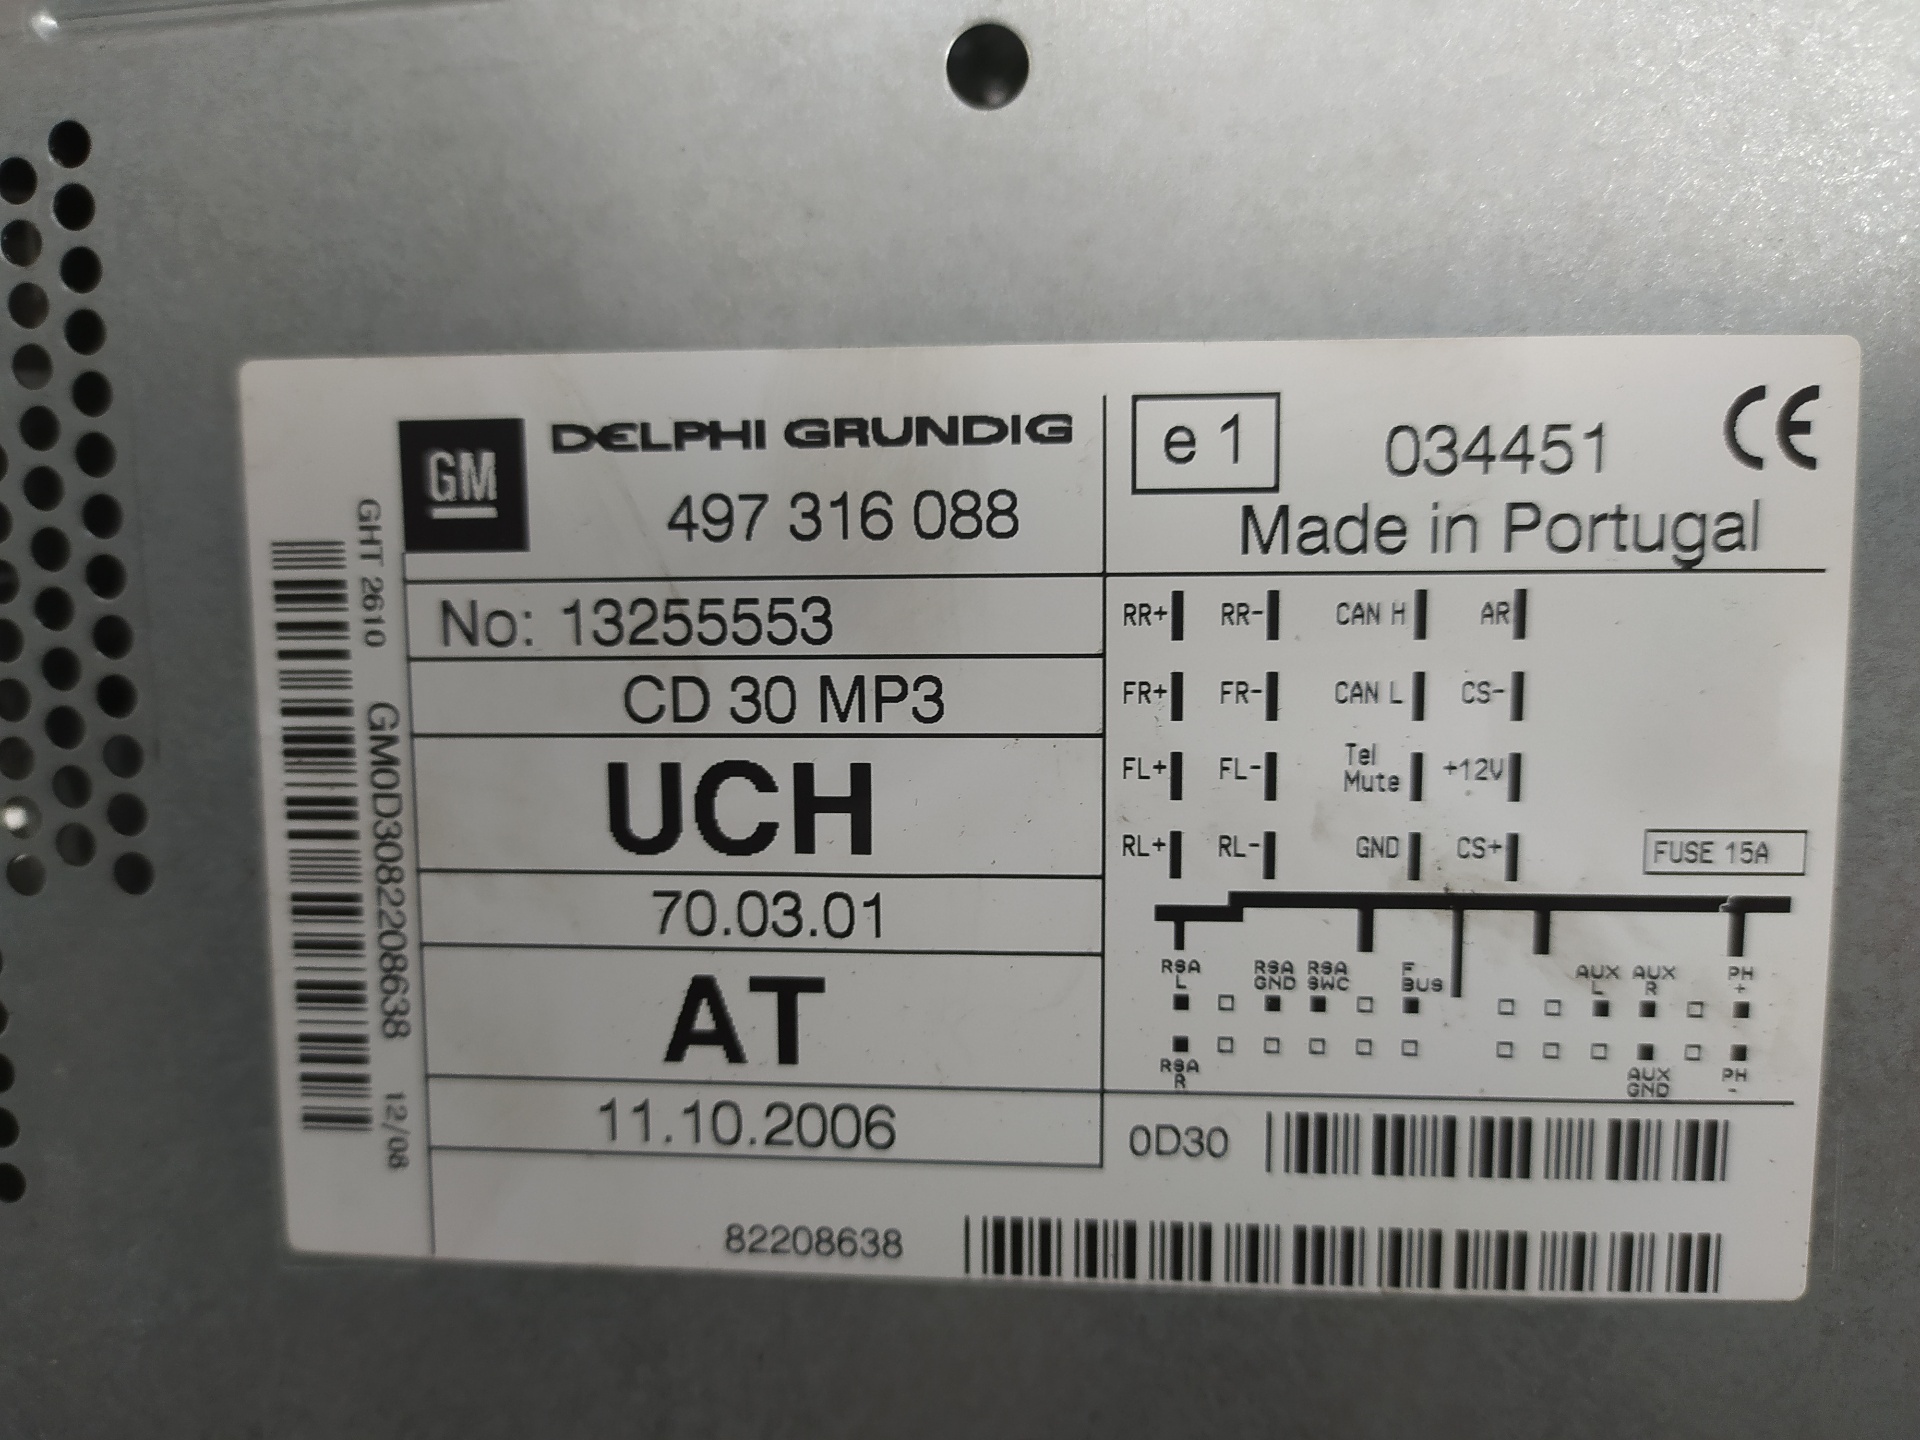 GM
DELPHI GRUNDIG
497 316 088
No: 13255553
CD 30 MP3
UCH
70.03.01
AT
11.10.2006
e1
034451
CE
Made in Portugal
RR+ RR- CAN H AR
FR+ FR- CAN L CS-
FL+ FL- Tel Mute +12V
RL+ RL- GND CS+
FUSE 15A
RSA L
RSA GND
RSA SWC
F BUS
AUX L
AUX R
PH +
RSA R
AUX GND
PH -
0D30
82208638
GHT 2610
GM0D3082208638
12/08